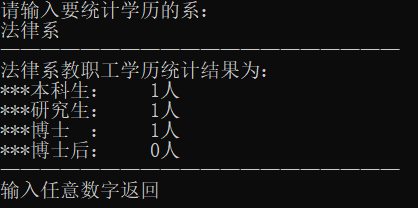 请输入要统计学历的系：
法律系
————————————————————
法律系教职工学历统计结果为：
***本科生：    1人
***研究生：    1人
***博士  ：    1人
***博士后：    0人
————————————————————
输入任意数字返回